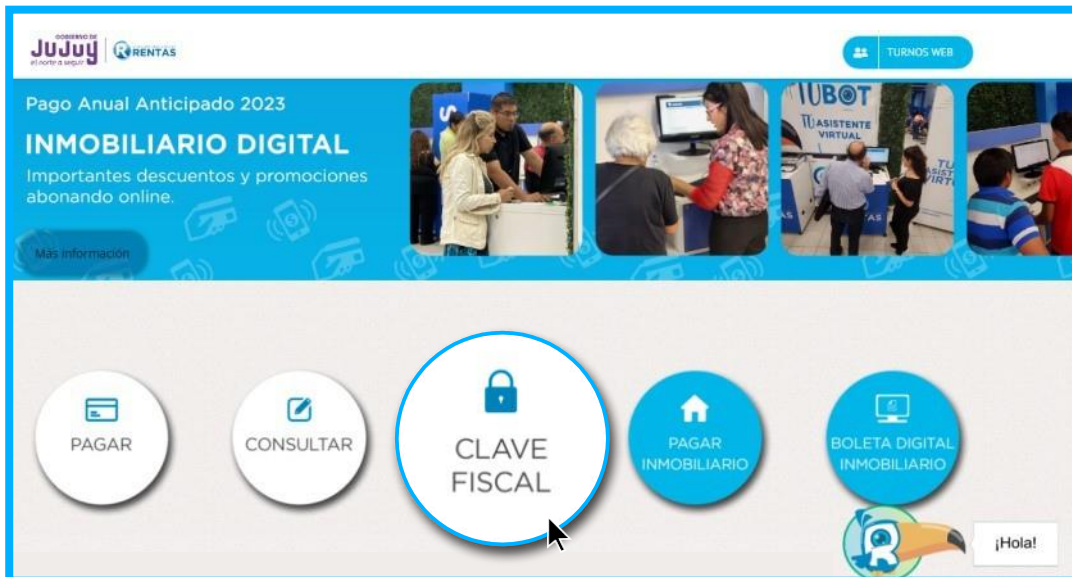 GOBIERNO DE
JUJUY
el norte a seguir
RENTAS
TURNOS WEB
Pago Anual Anticipado 2023
INMOBILIARIO DIGITAL
Importantes descuentos y promociones
abonando online.
Más información
TUBOT
TU ASISTENTE
VIRTUAL
PAGAR
CONSULTAR
CLAVE
FISCAL
PAGAR
INMOBILIARIO
BOLETA DIGITAL
INMOBILIARIO
R
¡Hola!